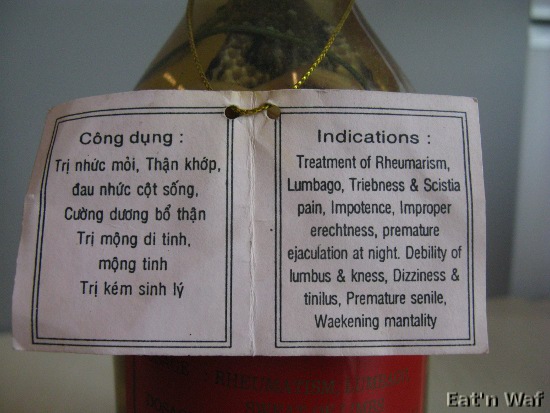 Công dụng :
Trị nhức mỏi, Thận khớp,
đau nhức cột sống,
Cường dương bổ thận
Trị mộng di tinh,
mộng tinh
Trị kém sinh lý
Indications :
Treatment of Rheumarism,
Lumbago, Triebness & Scistia
pain, Impotence, Improper
erechtness, premature
ejaculation at night. Debility of
lumbus & kness, Dizziness &
tinilus, Premature senile,
Waekening mantality
RHEUMATISM
Eat'n Waf